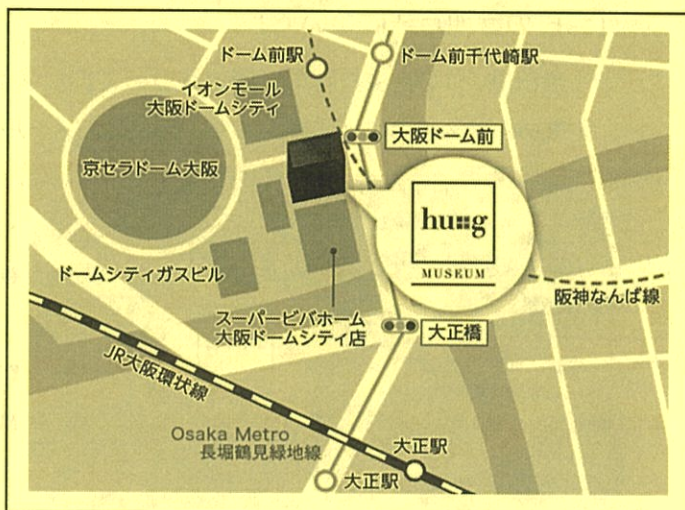 ドーム前駅
ドーム前千代崎駅
イオンモール
大阪ドームシティ
大阪ドーム前
京セラドーム大阪
hug
MUSEUM
ドームシティガスビル
阪神なんば線
スーパービバホーム
大阪ドームシティ店
大正橋
JR大阪環状線
Osaka Metro
長堀鶴見緑地線
大正駅
大正駅